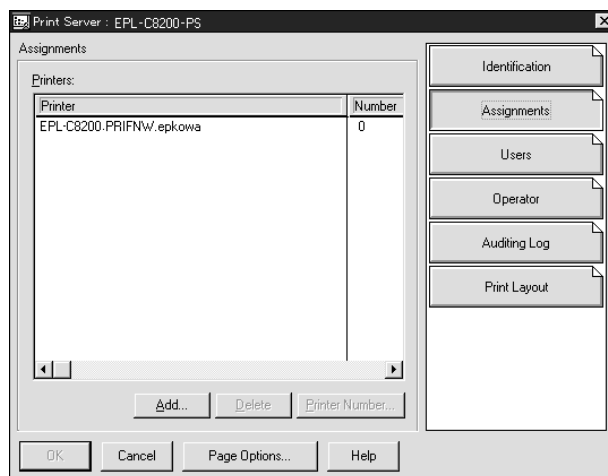 Print Server : EPL-C8200-PS
Assignments
Printers:
Printer Number
EPL-C8200.PRIFNW.epkowa 0
Add... Delete Printer Number...
OK Cancel Page Options... Help
Identification
Assignments
Users
Operator
Auditing Log
Print Layout